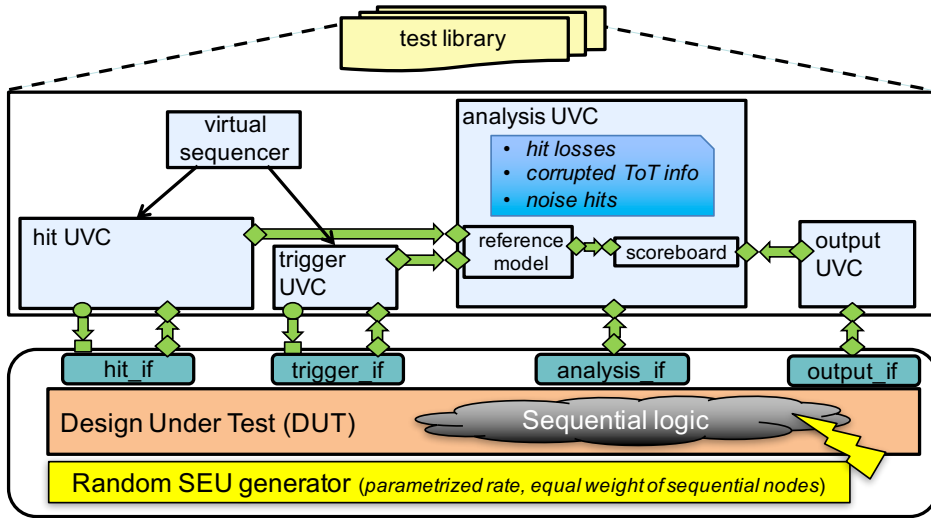 test library
virtual
sequencer
analysis UVC
• hit losses
• corrupted ToT info
• noise hits
hit UVC
trigger
UVC
reference
model
scoreboard
output
UVC
hit_if
trigger_if
analysis_if
output_if
Design Under Test (DUT)
Sequential logic
Random SEU generator (parametrized rate, equal weight of sequential nodes)